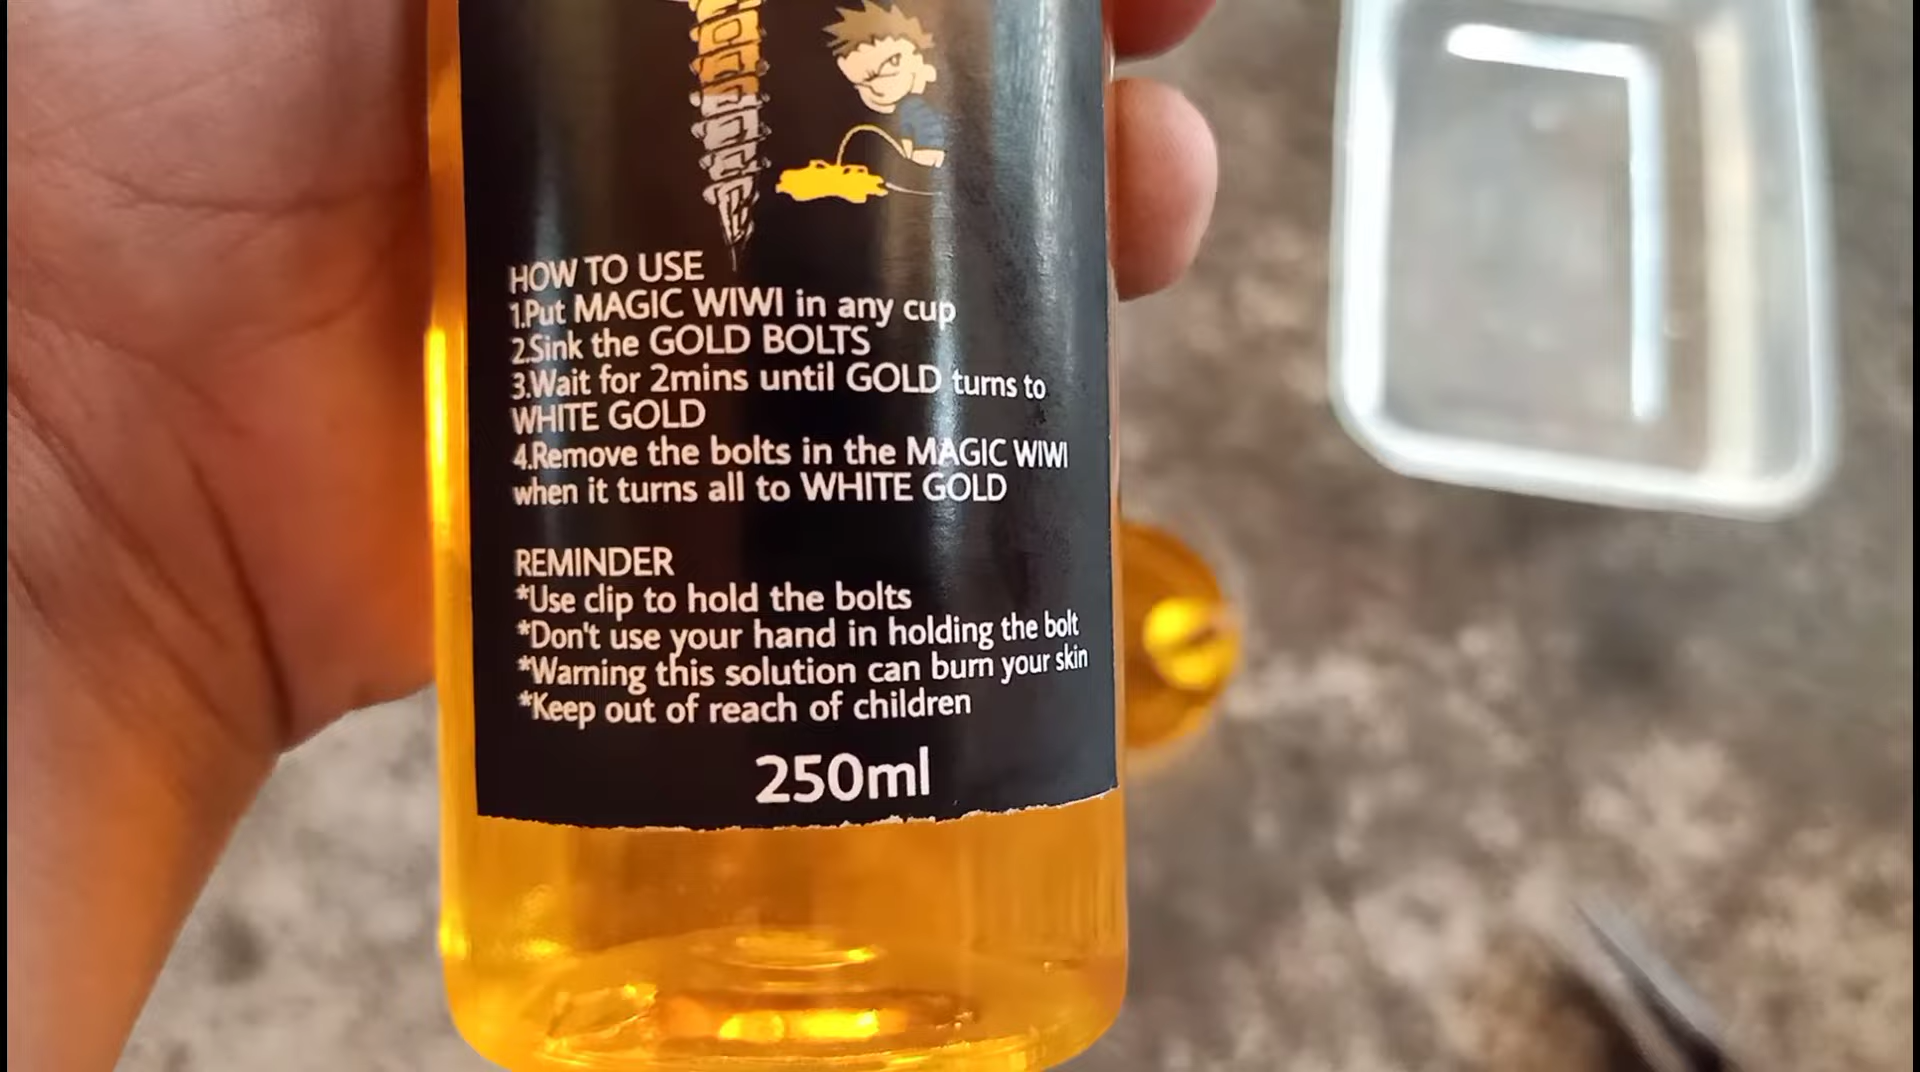 HOW TO USE
1.Put MAGIC WIWI in any cup
2.Sink the GOLD BOLTS
3.Wait for 2mins until GOLD turns to
WHITE GOLD
4.Remove the bolts in the MAGIC WIWI
when it turns all to WHITE GOLD
REMINDER
*Use clip to hold the bolts
*Don't use your hand in holding the bolt
*Warning this solution can burn your skin
*Keep out of reach of children
250ml